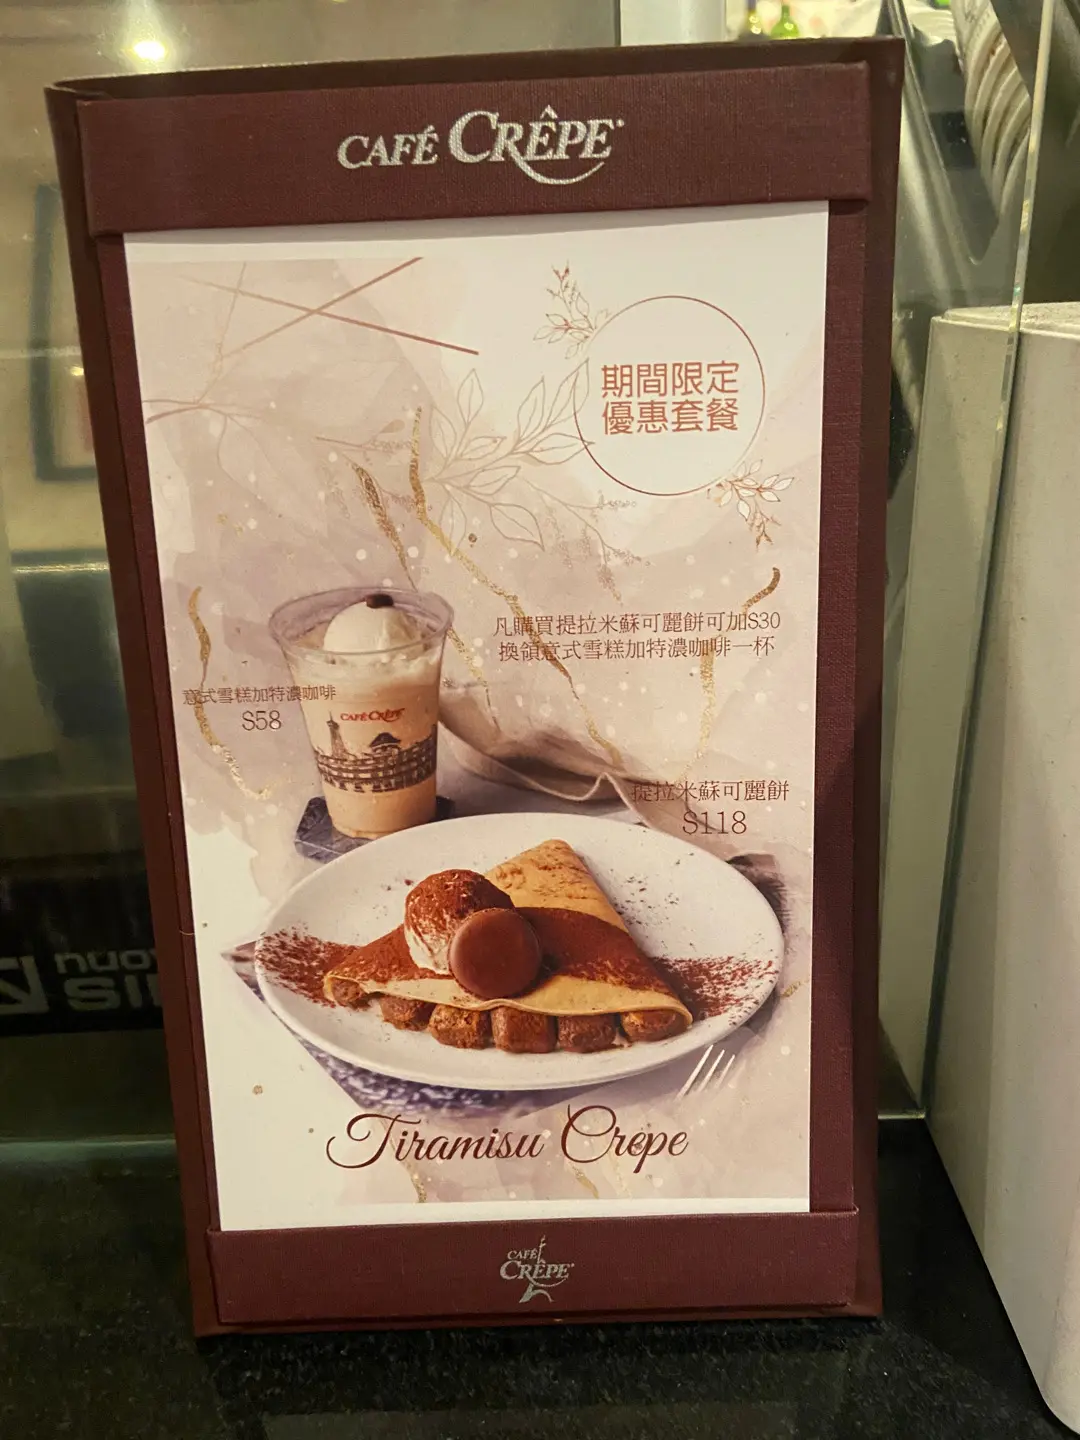 CAFÉ CRÊPE
期間限定
優惠套餐
凡購買提拉米蘇可麗餅可加$30
換領意式雪糕加特濃咖啡一杯
意式雪糕加特濃咖啡
$58
CAFÉ CRÊPE
提拉米蘇可麗餅
$118
nuov
SI
Tiramisu Crepe
CAFÉ
CRÊPE